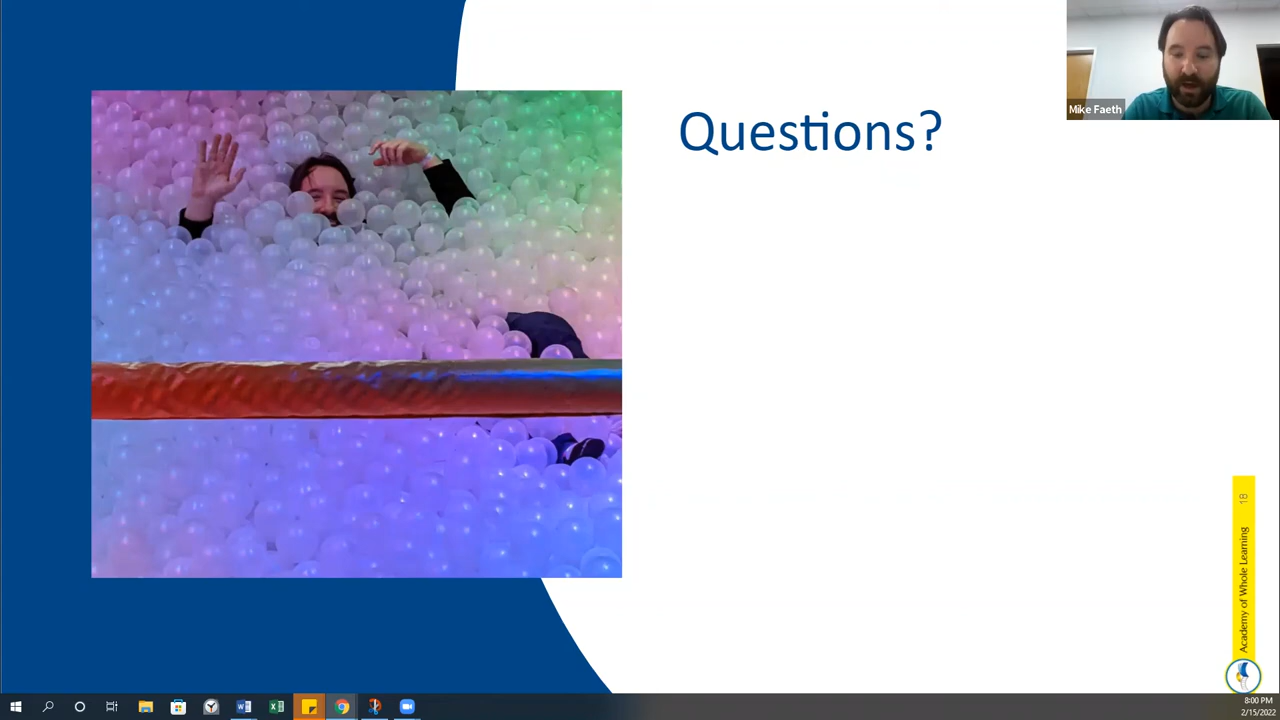 Questions?
Mike Faeth
Academy of Whole Learning 18
8:00 PM
2/15/2022